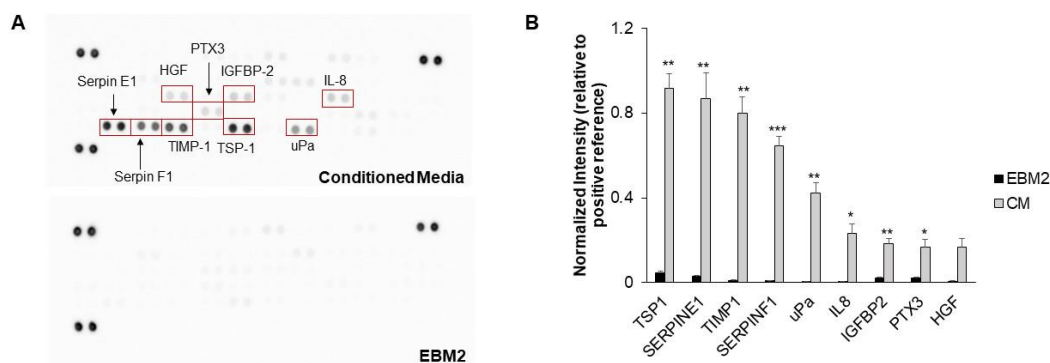 A
PTX3
HGF
IGFBP-2
IL-8
Serpin E1
TIMP-1
TSP-1
uPa
Serpin F1
Conditioned Media
EBM2
B
Normalized Intensity (relative to
positive reference)
1.2
0.8
0.4
0
**
**
**
***
**
*
**
*
EBM2
CM
TSP1
SERPINE1
TIMP1
SERPINF1
uPa
IL8
IGFBP2
PTX3
HGF